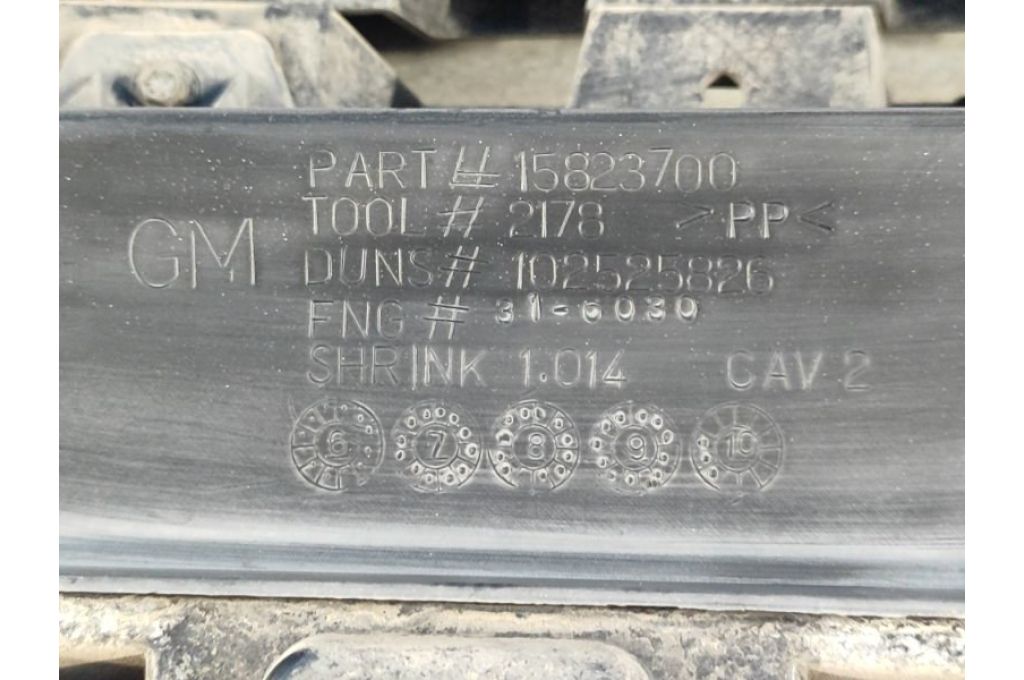 PART # 15823700
TOOL # 2178 >PP<
GM
DUNS# 102525826
ENG # 31-6030
SHRINK 1.014 CAV 2
6 7 8 9 10